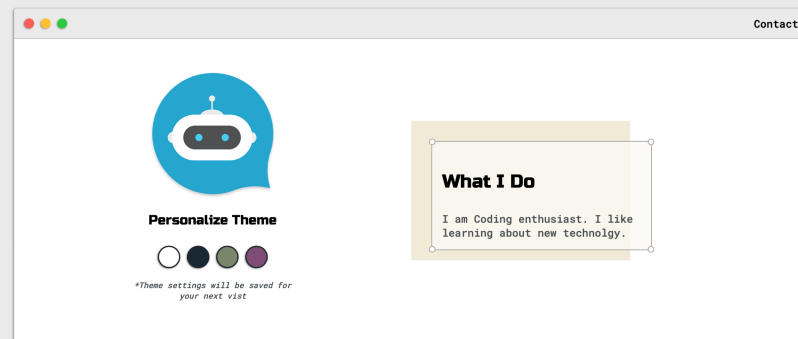 Contact
Personalize Theme
*Theme settings will be saved for
your next vist
What I Do
I am Coding enthusiast. I like
learning about new technolgy.